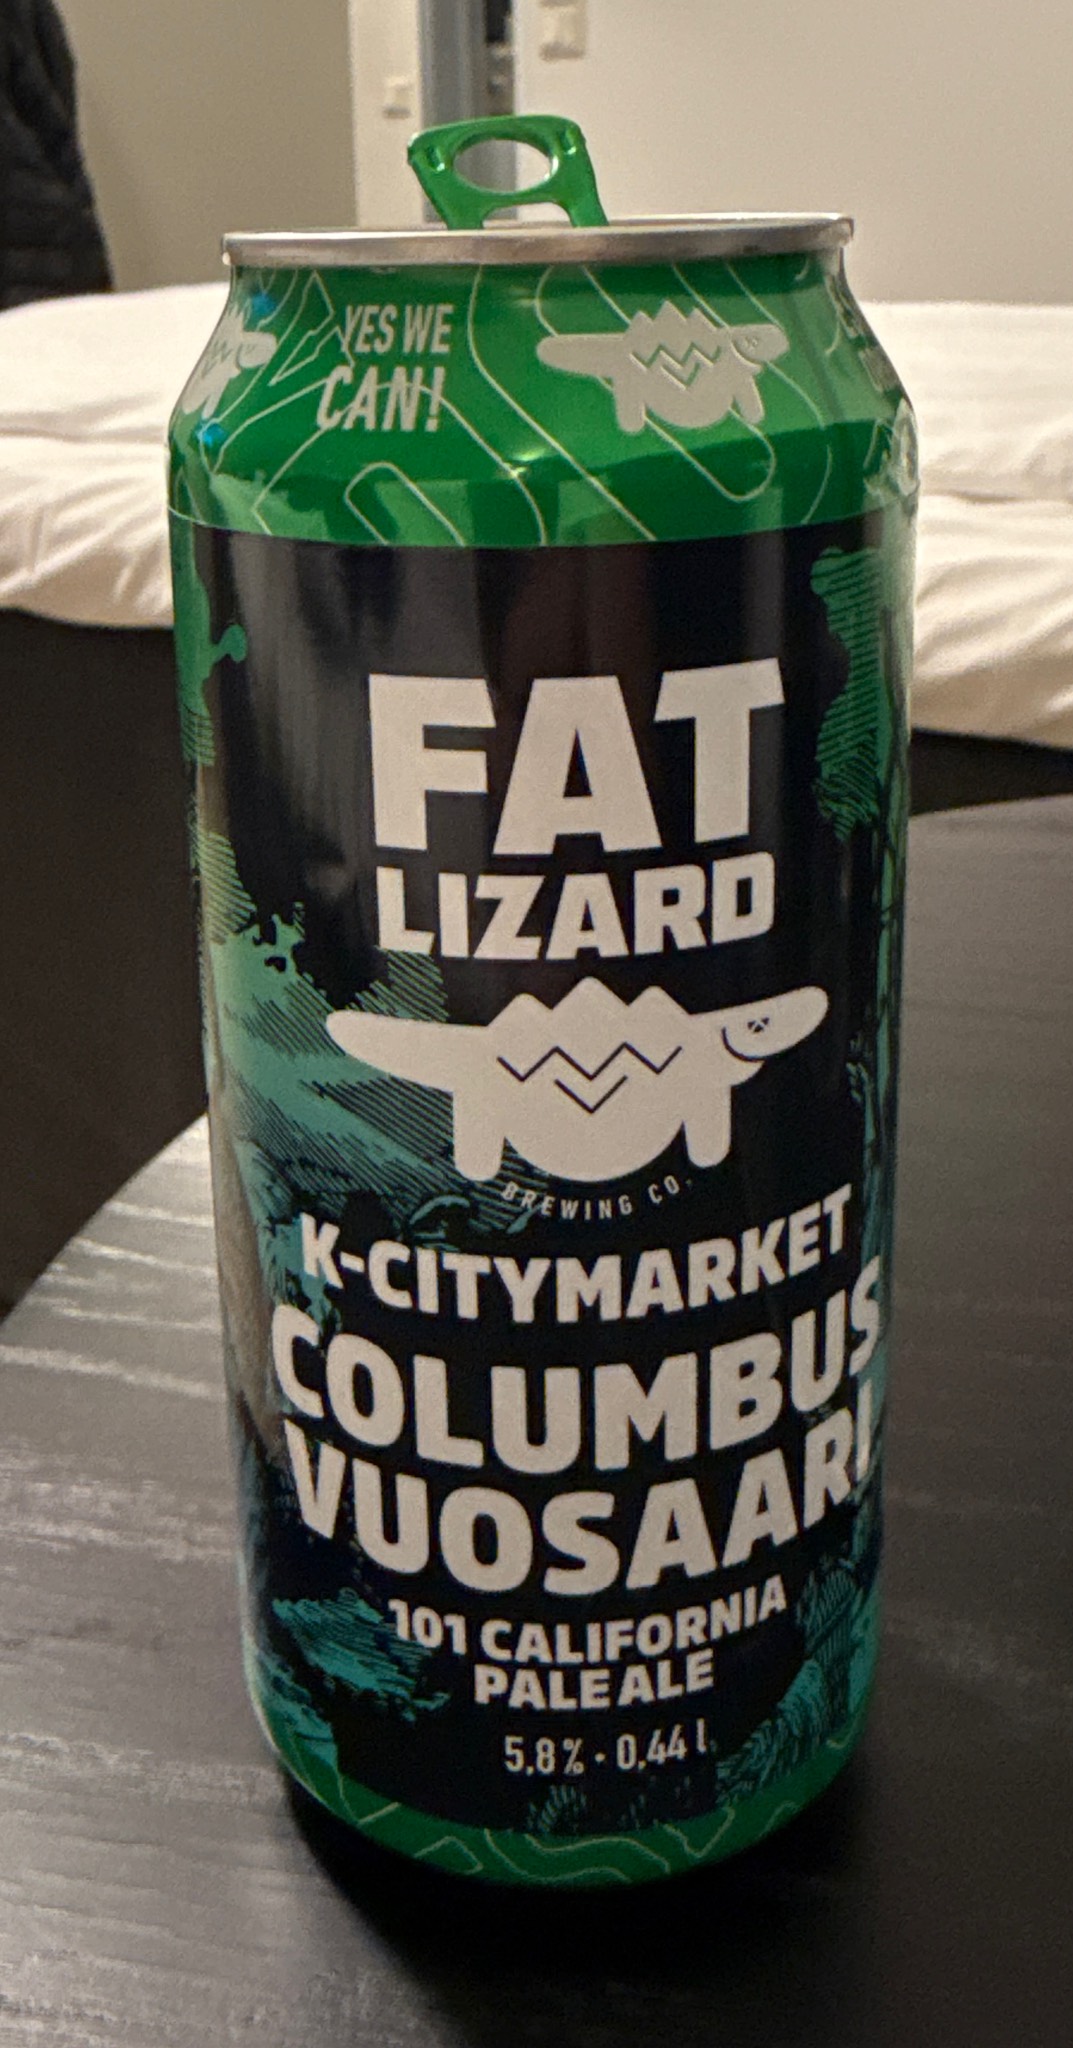 YES WE
CAN!
FAT
LIZARD
BREWING CO.
K-CITYMARKET
COLUMBUS
VUOSAARI
101 CALIFORNIA
PALE ALE
5,8% · 0,44 l